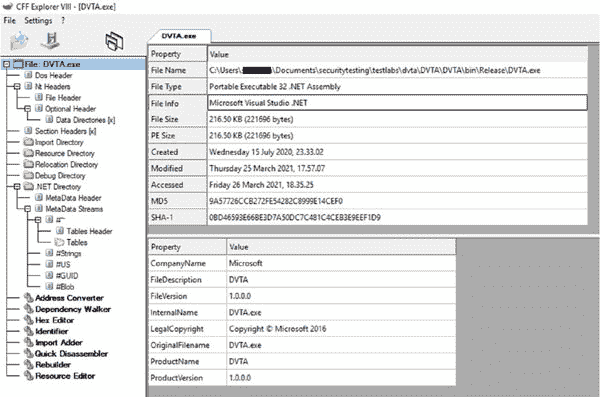 CFF Explorer VIII - [DVTA.exe]
File Settings ?
DVTA.exe
File: DVTA.exe
Dos Header
Nt Headers
File Header
Optional Header
Data Directories [x]
Section Headers [x]
Import Directory
Resource Directory
Relocation Directory
Debug Directory
.NET Directory
MetaData Header
MetaData Streams
#~
Tables Header
Tables
#Strings
#US
#GUID
#Blob
Address Converter
Dependency Walker
Hex Editor
Identifier
Import Adder
Quick Disassembler
Rebuilder
Resource Editor
Property Value
File Name C:\Users\ \Documents\securitytesting\testlabs\dvta\DVTA\DVTA\bin\Release\DVTA.exe
File Type Portable Executable 32 .NET Assembly
File Info Microsoft Visual Studio .NET
File Size 216.50 KB (221696 bytes)
PE Size 216.50 KB (221696 bytes)
Created Wednesday 15 July 2020, 23.33.02
Modified Thursday 25 March 2021, 17.57.07
Accessed Friday 26 March 2021, 18.35.25
MD5 9A57726CCB272FE54282C8999E14CEF0
SHA-1 0BD46593E66BE3D7A50DC7C481C4CEB3E9EEF1D9
Property Value
CompanyName Microsoft
FileDescription DVTA
FileVersion 1.0.0.0
InternalName DVTA.exe
LegalCopyright Copyright © Microsoft 2016
OriginalFilename DVTA.exe
ProductName DVTA
ProductVersion 1.0.0.0